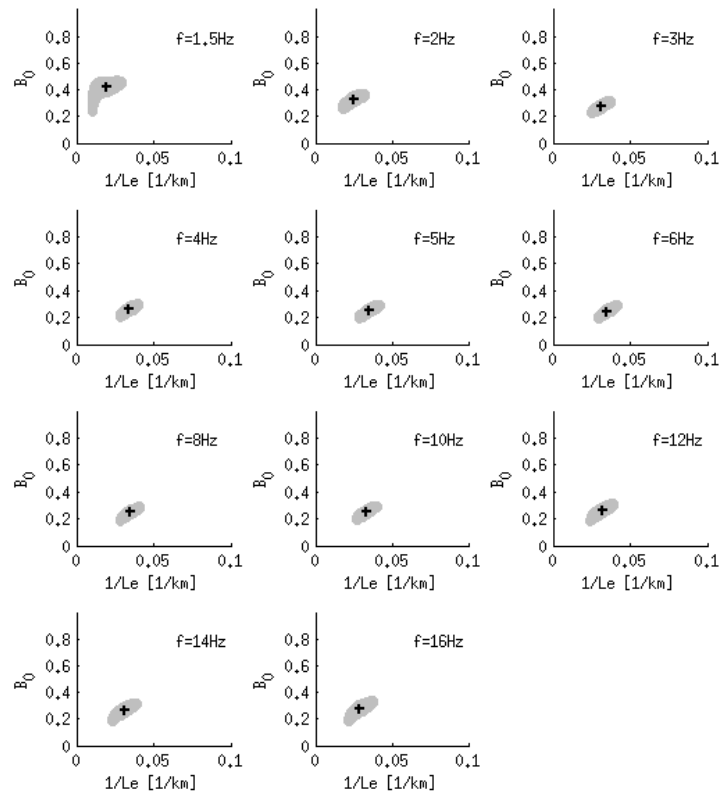 0.8
0.6
0.4
0.2
0
B0
f=1.5Hz
0 0.05 0.1
1/Le [1/km]
0.8
0.6
0.4
0.2
0
B0
f=2Hz
0 0.05 0.1
1/Le [1/km]
0.8
0.6
0.4
0.2
0
B0
f=3Hz
0 0.05 0.1
1/Le [1/km]
0.8
0.6
0.4
0.2
0
B0
f=4Hz
0 0.05 0.1
1/Le [1/km]
0.8
0.6
0.4
0.2
0
B0
f=5Hz
0 0.05 0.1
1/Le [1/km]
0.8
0.6
0.4
0.2
0
B0
f=6Hz
0 0.05 0.1
1/Le [1/km]
0.8
0.6
0.4
0.2
0
B0
f=8Hz
0 0.05 0.1
1/Le [1/km]
0.8
0.6
0.4
0.2
0
B0
f=10Hz
0 0.05 0.1
1/Le [1/km]
0.8
0.6
0.4
0.2
0
B0
f=12Hz
0 0.05 0.1
1/Le [1/km]
0.8
0.6
0.4
0.2
0
B0
f=14Hz
0 0.05 0.1
1/Le [1/km]
0.8
0.6
0.4
0.2
0
B0
f=16Hz
0 0.05 0.1
1/Le [1/km]